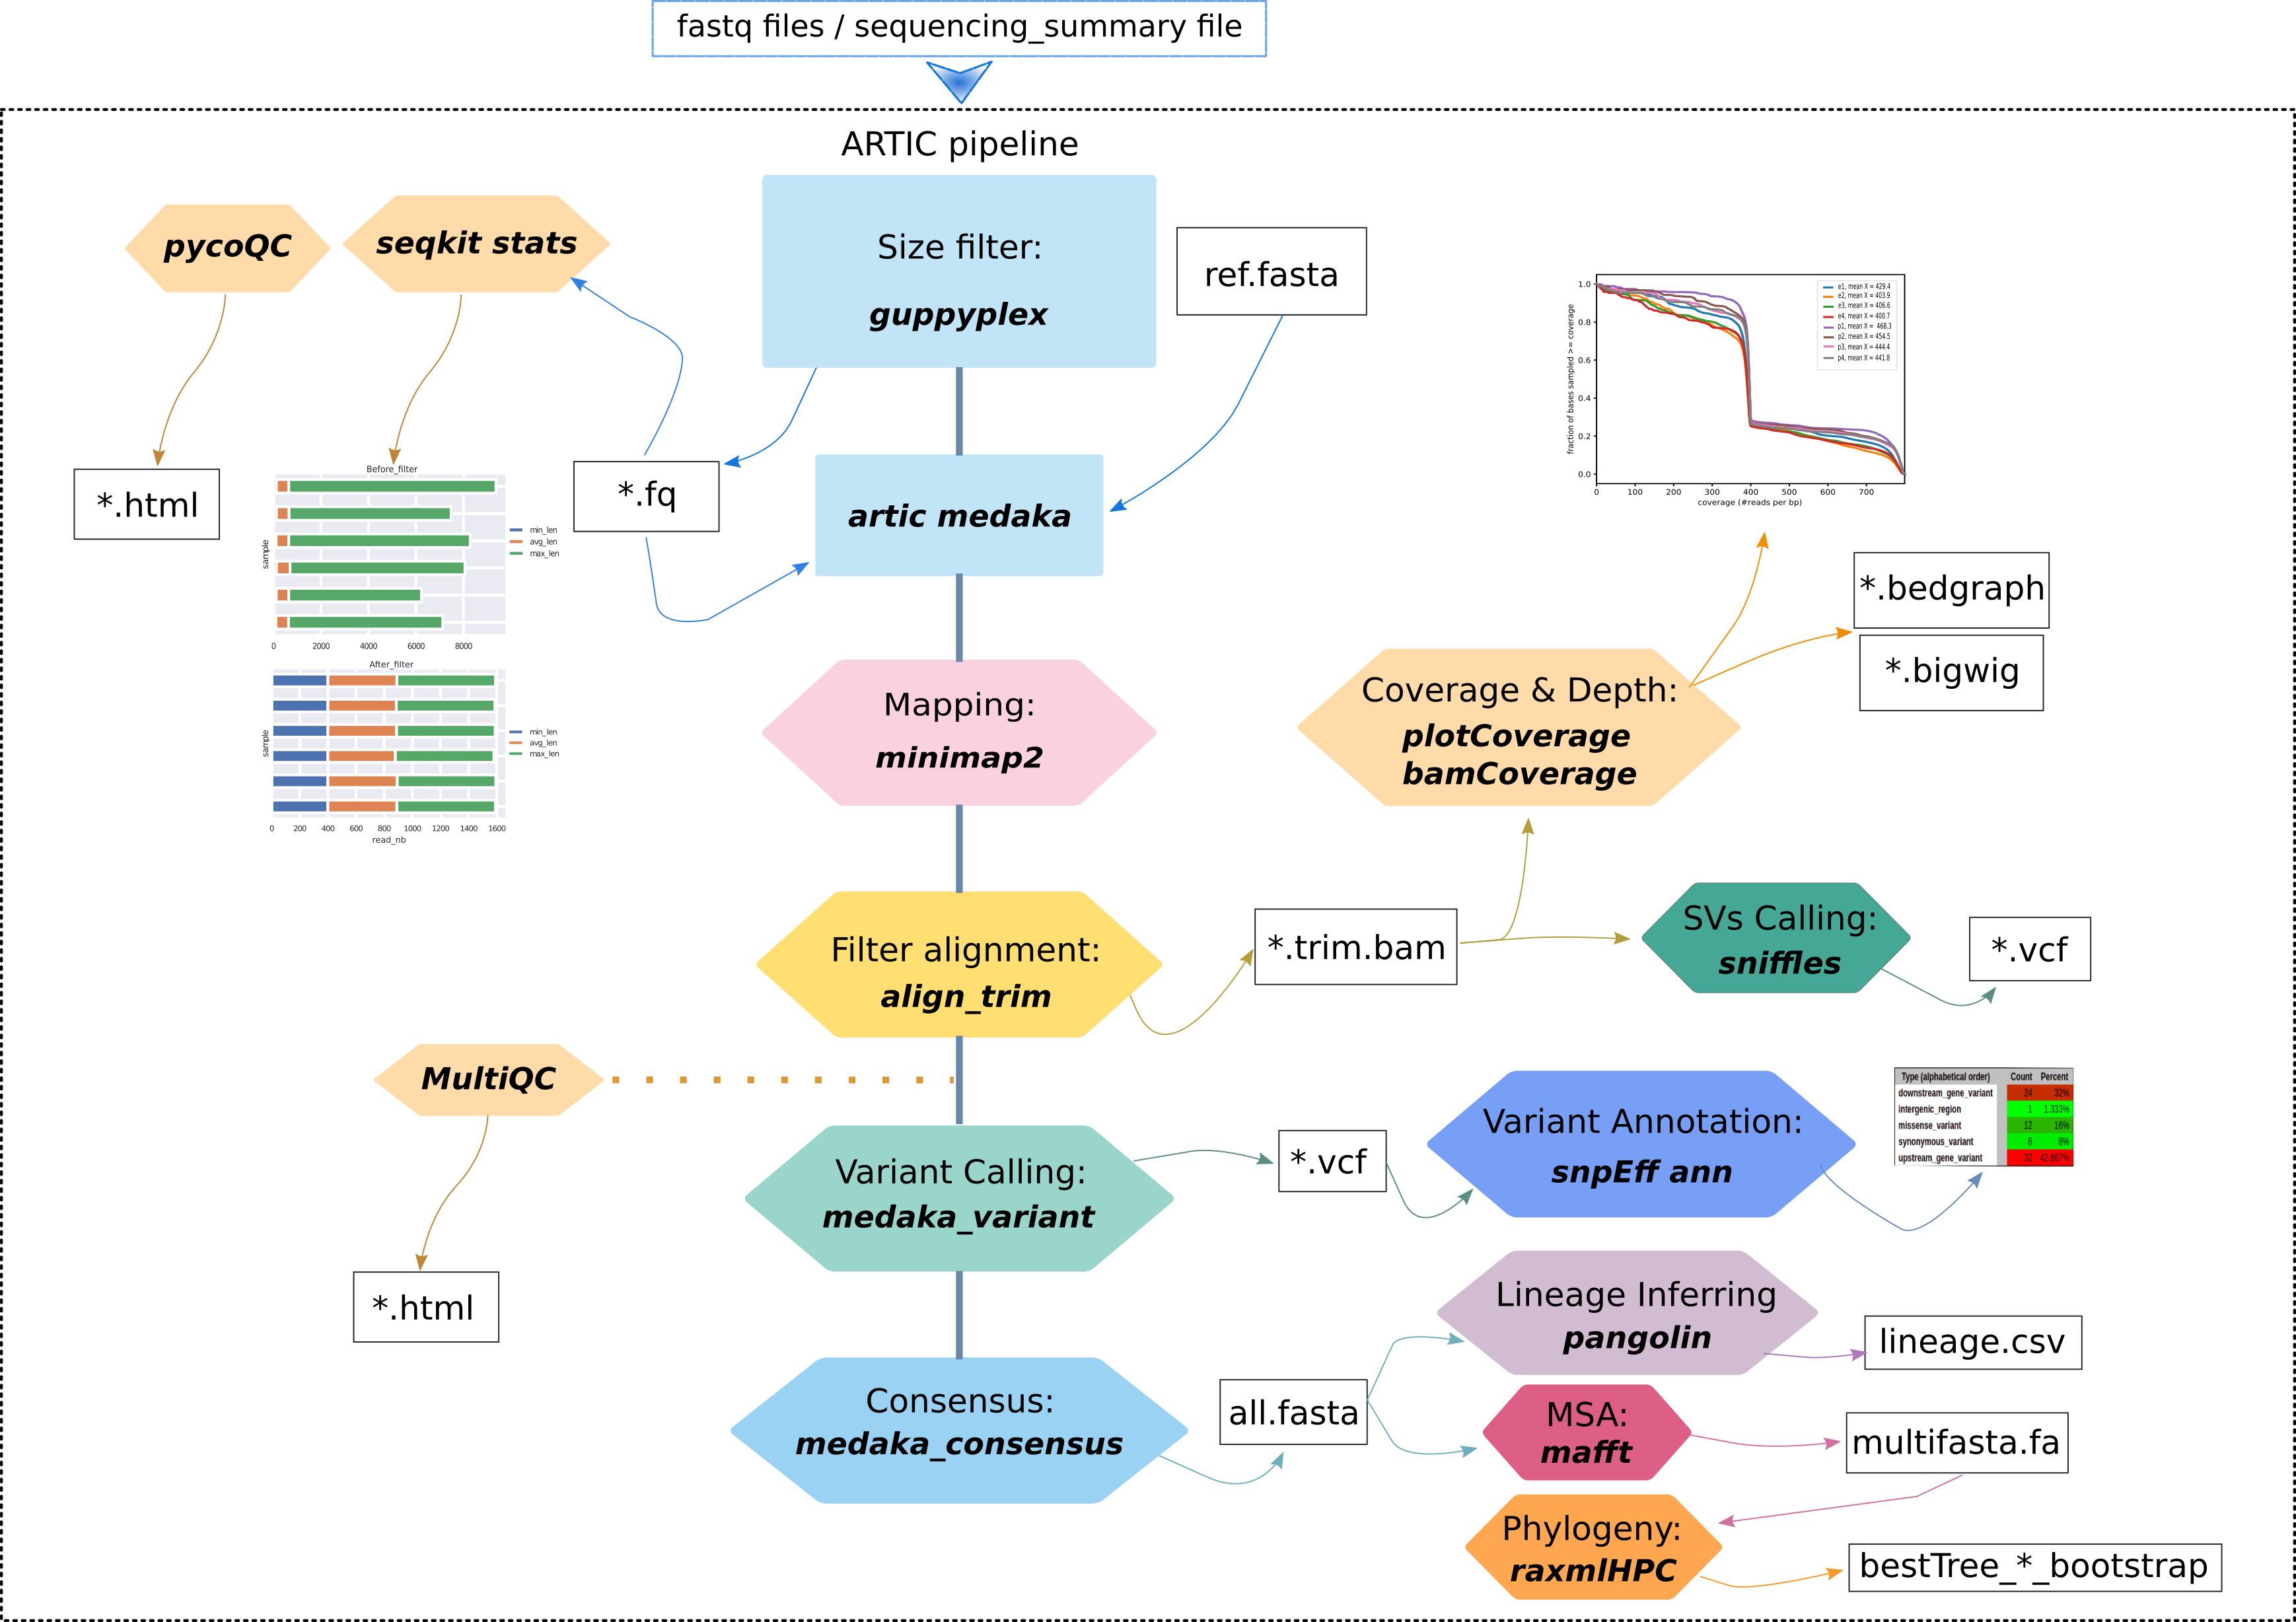 fastq files / sequencing_summary file
ARTIC pipeline
pycoQC
*.html
seqkit stats
Before_filter
sample
0 2000 4000 6000 8000
min_len
avg_len
max_len
After_filter
sample
0 200 400 600 800 1000 1200 1400 1600
read_nb
min_len
avg_len
max_len
Size filter:
guppyplex
*.fq
ref.fasta
artic medaka
Mapping:
minimap2
Filter alignment:
align_trim
*.trim.bam
Coverage & Depth:
plotCoverage
bamCoverage
fraction of bases sampled >= coverage
1.0
0.8
0.6
0.4
0.2
0.0
0 100 200 300 400 500 600 700
coverage (#reads per bp)
e1, mean X = 429.4
e2, mean X = 403.9
e3, mean X = 406.6
e4, mean X = 400.7
p1, mean X = 468.3
p2, mean X = 454.5
p3, mean X = 444.4
p4, mean X = 441.8
*.bedgraph
*.bigwig
SVs Calling:
sniffles
*.vcf
MultiQC
*.html
Variant Calling:
medaka_variant
*.vcf
Variant Annotation:
snpEff ann
Type (alphabetical order) Count Percent
downstream_gene_variant 24 32%
intergenic_region 1 1.333%
missense_variant 12 16%
synonymous_variant 6 8%
upstream_gene_variant 32 42.667%
Consensus:
medaka_consensus
all.fasta
Lineage Inferring
pangolin
lineage.csv
MSA:
mafft
multifasta.fa
Phylogeny:
raxmlHPC
bestTree_*_bootstrap